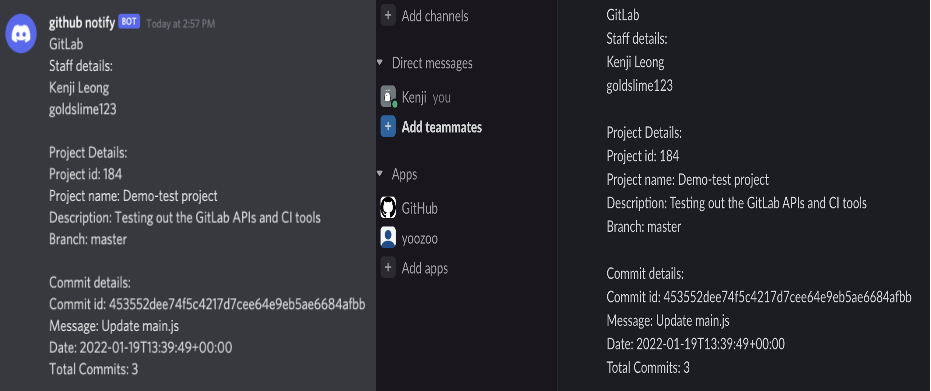 github notify BOT Today at 2:57 PM
GitLab
Staff details:
Kenji Leong
goldslime123
Project Details:
Project id: 184
Project name: Demo-test project
Description: Testing out the GitLab APIs and CI tools
Branch: master
Commit details:
Commit id: 453552dee74f5c4217d7cee64e9eb5ae6684afbb
Message: Update main.js
Date: 2022-01-19T13:39:49+00:00
Total Commits: 3
+ Add channels
Direct messages
Kenji you
+ Add teammates
Apps
GitHub
yoozoo
+ Add apps
GitLab
Staff details:
Kenji Leong
goldslime123
Project Details:
Project id: 184
Project name: Demo-test project
Description: Testing out the GitLab APIs and CI tools
Branch: master
Commit details:
Commit id: 453552dee74f5c4217d7cee64e9eb5ae6684afbb
Message: Update main.js
Date: 2022-01-19T13:39:49+00:00
Total Commits: 3